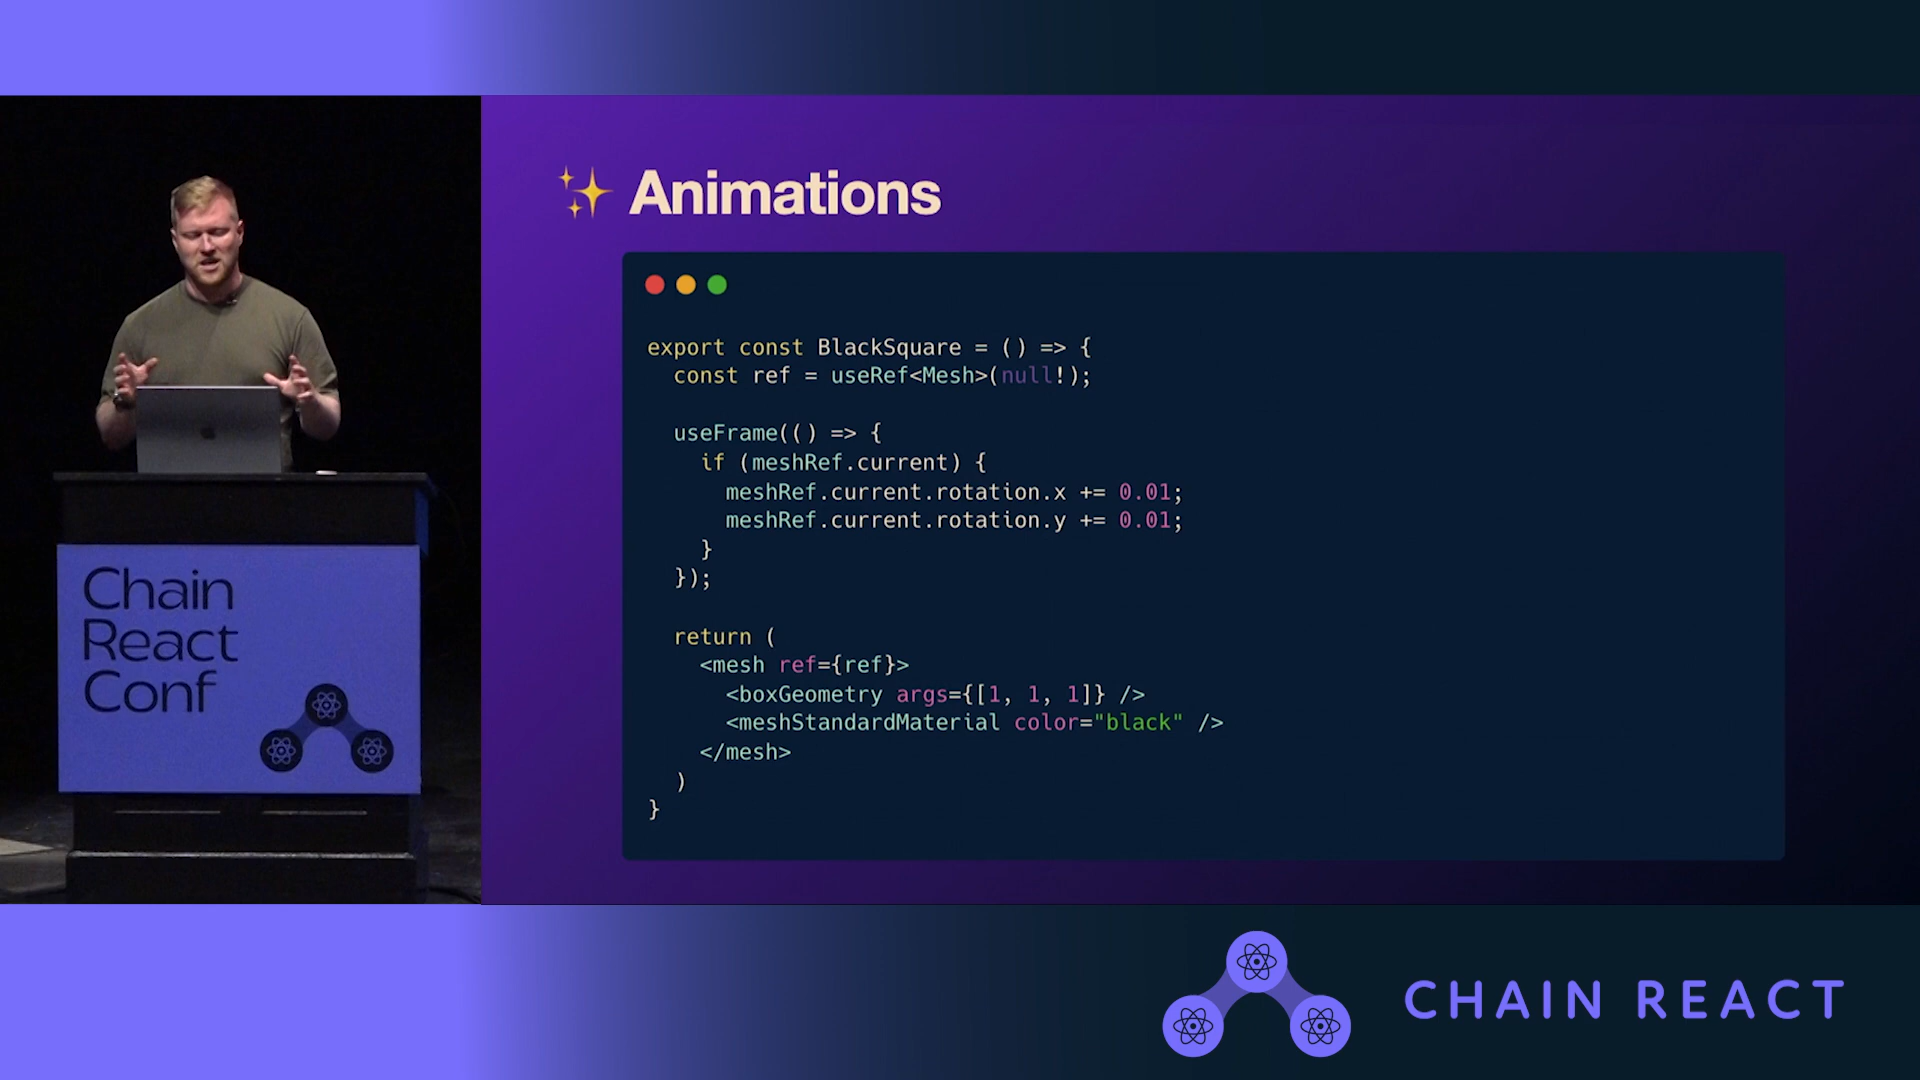 ✨ Animations
export const BlackSquare = () => {
  const ref = useRef<Mesh>(null!);
  useFrame(() => {
    if (meshRef.current) {
      meshRef.current.rotation.x += 0.01;
      meshRef.current.rotation.y += 0.01;
    }
  });
  return (
    <mesh ref={ref}>
      <boxGeometry args={[1, 1, 1]} />
      <meshStandardMaterial color="black" />
    </mesh>
  )
}
Chain
React
Conf
CHAIN REACT